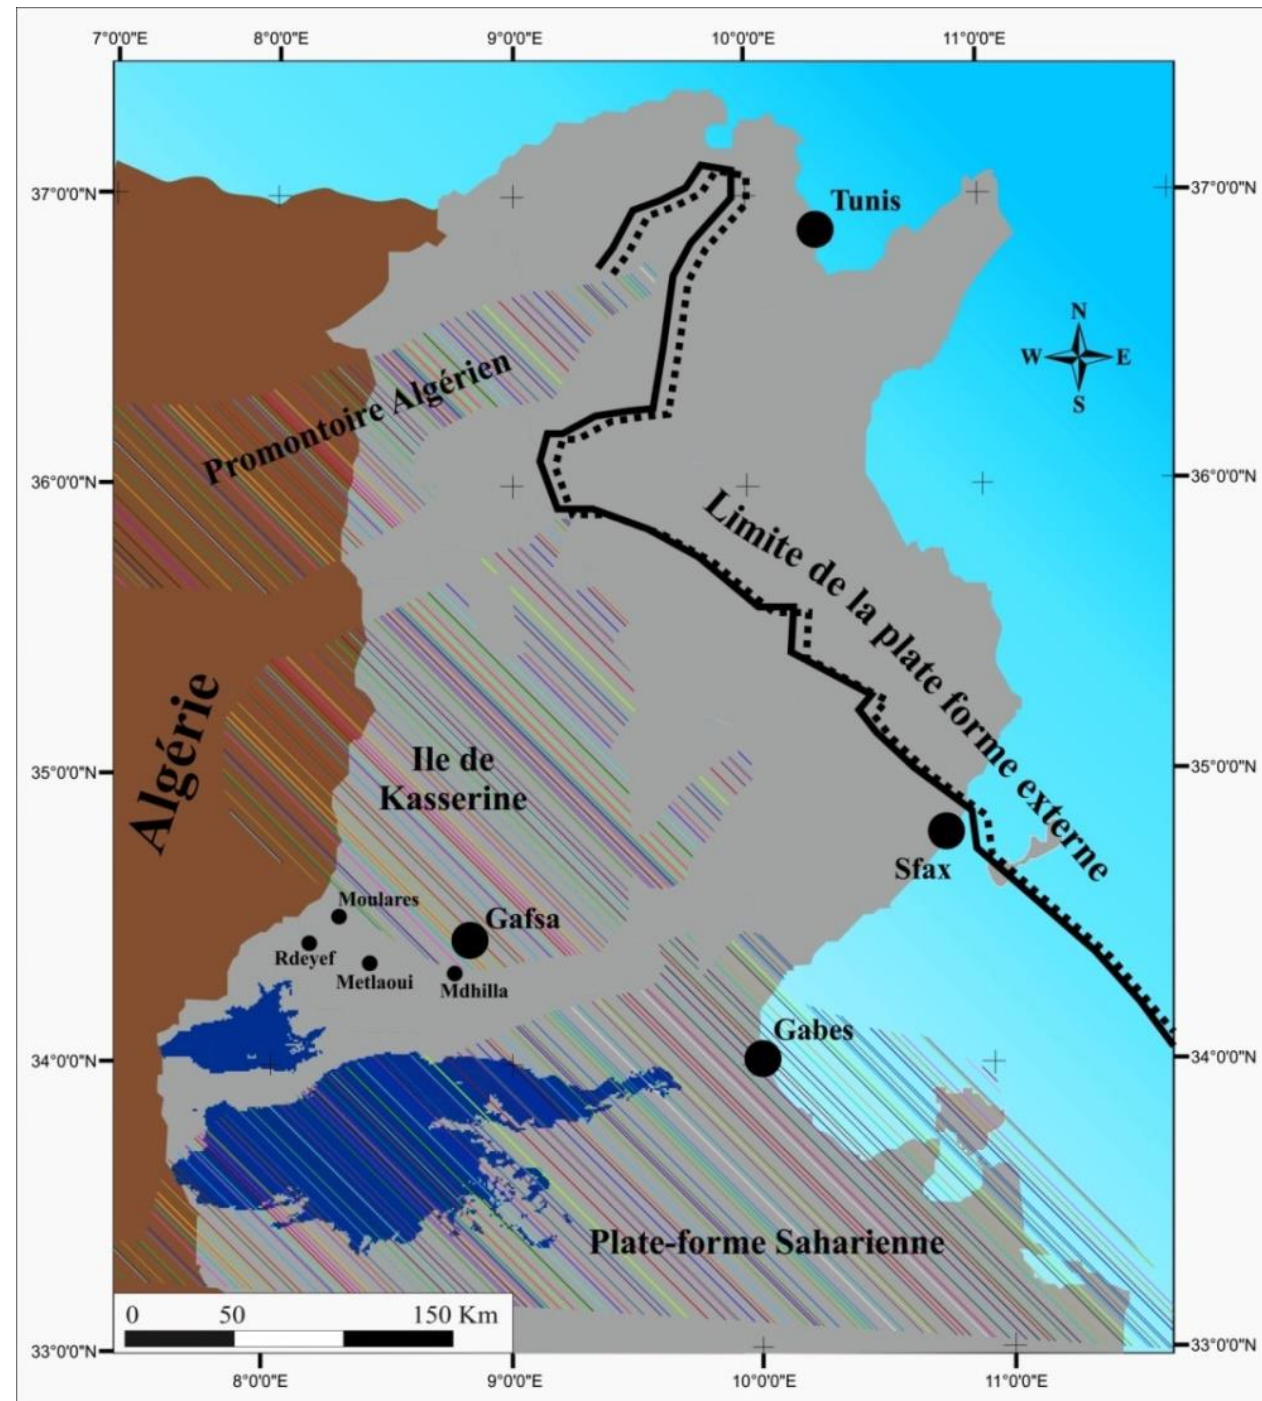 7°0'0"E 8°0'0"E 9°0'0"E 10°0'0"E 11°0'0"E
37°0'0"N
37°0'0"N
Tunis
N
W E
S
Promontoire Algérien
36°0'0"N
36°0'0"N
Limite de la plate forme externe
Algérie
Ile de
Kasserine
35°0'0"N
35°0'0"N
Sfax
Moulares
Gafsa
Rdeyef
Metlaoui
Mdhilla
Gabes
34°0'0"N
34°0'0"N
Plate-forme Saharienne
0 50 150 Km
33°0'0"N
33°0'0"N
8°0'0"E 9°0'0"E 10°0'0"E 11°0'0"E